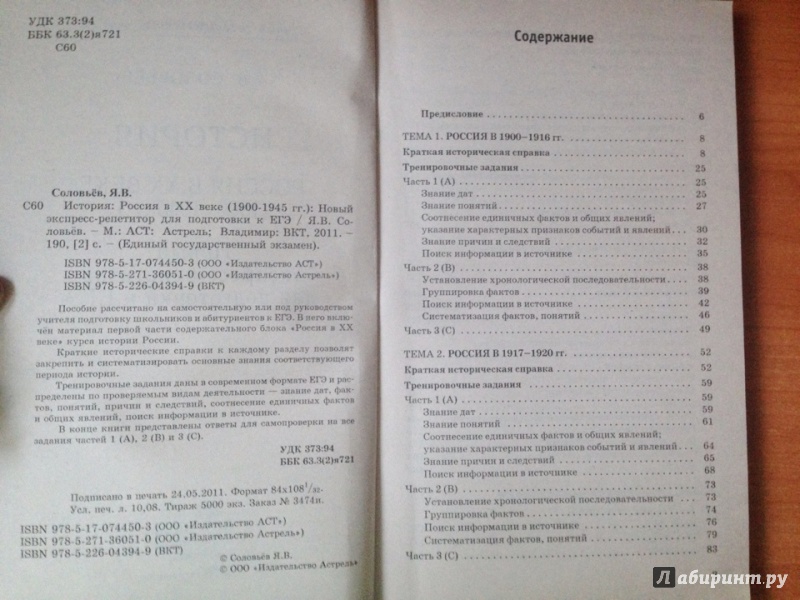 УДК 373:94
ББК 63.3(2)я721
С60
Соловьёв, Я.В.
С60 История: Россия в XX веке (1900-1945 гг.): Новый
экспресс-репетитор для подготовки к ЕГЭ / Я.В. Со-
ловьёв. – М.: АСТ: Астрель; Владимир: ВКТ, 2011. –
190, [2] с. – (Единый государственный экзамен).
ISBN 978-5-17-074450-3 (ООО «Издательство АСТ»)
ISBN 978-5-271-36051-0 (ООО «Издательство Астрель»)
ISBN 978-5-226-04394-9 (ВКТ)
Пособие рассчитано на самостоятельную или под руководством
учителя подготовку школьников и абитуриентов к ЕГЭ. В него вклю-
чён материал первой части содержательного блока «Россия в XX
веке» курса истории России.
Краткие исторические справки к каждому разделу позволят
закрепить и систематизировать основные знания соответствующего
периода истории.
Тренировочные задания даны в современном формате ЕГЭ и рас-
пределены по проверяемым видам деятельности — знание дат, фак-
тов, понятий, причин и следствий, соотнесение единичных фактов
и общих явлений, поиск информации в источнике.
В конце книги представлены ответы для самопроверки на все
задания частей 1 (А), 2 (В) и 3 (С).
УДК 373:94
ББК 63.3(2)я721
Подписано в печать 24.05.2011. Формат 84х108 1/32.
Усл. печ. л. 10,08. Тираж 5000 экз. Заказ № 3474и.
ISBN 978-5-17-074450-3 (ООО «Издательство АСТ»)
ISBN 978-5-271-36051-0 (ООО «Издательство Астрель»)
ISBN 978-5-226-04394-9 (ВКТ)
© Соловьёв Я.В.
© ООО «Издательство Астрель»
Содержание
Предисловие 6
ТЕМА 1. РОССИЯ В 1900–1916 гг. 8
Краткая историческая справка 8
Тренировочные задания 25
Часть 1 (А) 25
Знание дат 25
Знание понятий 27
Соотнесение единичных фактов и общих явлений;
указание характерных признаков событий и явлений 30
Знание причин и следствий 32
Поиск информации в источнике 35
Часть 2 (В) 38
Установление хронологической последовательности 38
Группировка фактов 39
Поиск информации в источнике 42
Систематизация фактов, понятий 46
Часть 3 (С) 49
ТЕМА 2. РОССИЯ В 1917–1920 гг. 52
Краткая историческая справка 52
Тренировочные задания 59
Часть 1 (А) 59
Знание дат 59
Знание понятий 61
Соотнесение единичных фактов и общих явлений;
указание характерных признаков событий и явлений 64
Знание причин и следствий 65
Поиск информации в источнике 68
Часть 2 (В) 73
Установление хронологической последовательности 73
Группировка фактов 74
Поиск информации в источнике 76
Систематизация фактов, понятий 79
Часть 3 (С) 83
Лабиринт.ру